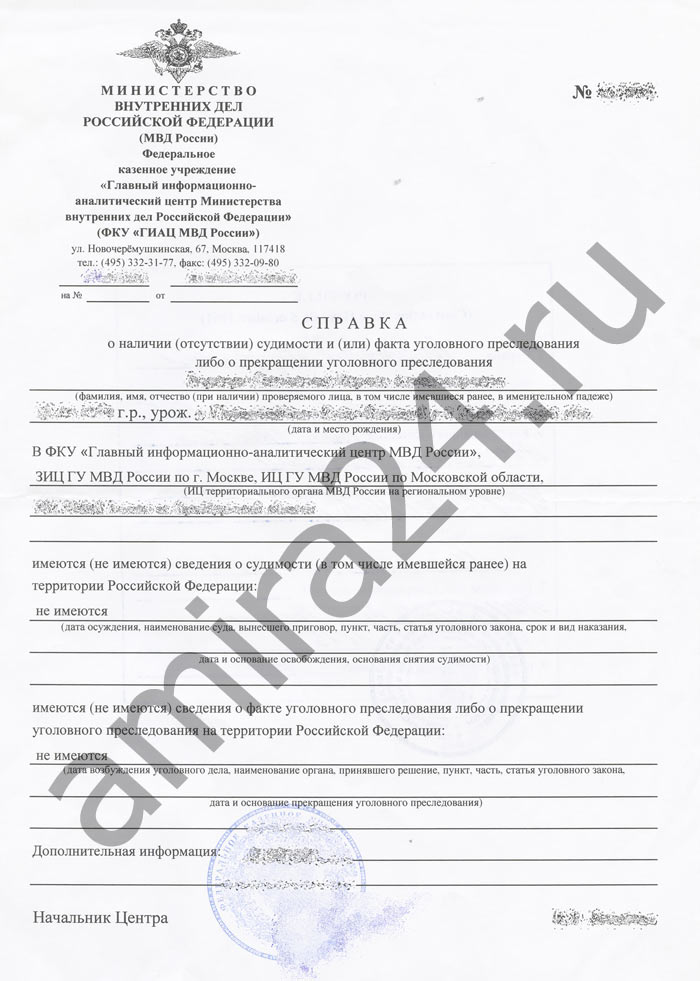 МИНИСТЕРСТВО
ВНУТРЕННИХ ДЕЛ
РОССИЙСКОЙ ФЕДЕРАЦИИ
(МВД России)
Федеральное
казенное учреждение
«Главный информационно-
аналитический центр Министерства
внутренних дел Российской Федерации»
(ФКУ «ГИАЦ МВД России»)
ул. Новочерёмушкинская, 67, Москва, 117418
тел.: (495) 332-31-77, факс: (495) 332-09-80
на № от
№
СПРАВКА
о наличии (отсутствии) судимости и (или) факта уголовного преследования
либо о прекращении уголовного преследования
(фамилия, имя, отчество (при наличии) проверяемого лица, в том числе имевшиеся ранее, в именительном падеже)
г.р., урож.
(дата и место рождения)
В ФКУ «Главный информационно-аналитический центр МВД России»,
ЗИЦ ГУ МВД России по г. Москве, ИЦ ГУ МВД России по Московской области,
(ИЦ территориального органа МВД России на региональном уровне)
имеются (не имеются) сведения о судимости (в том числе имевшейся ранее) на
территории Российской Федерации:
не имеются
(дата осуждения, наименование суда, вынесшего приговор, пункт, часть, статья уголовного закона, срок и вид наказания,
дата и основание освобождения, основания снятия судимости)
имеются (не имеются) сведения о факте уголовного преследования либо о прекращении
уголовного преследования на территории Российской Федерации:
не имеются
(дата возбуждения уголовного дела, наименование органа, принявшего решение, пункт, часть, статья уголовного закона,
дата и основание прекращения уголовного преследования)
Дополнительная информация:
Начальник Центра
amira24.ru